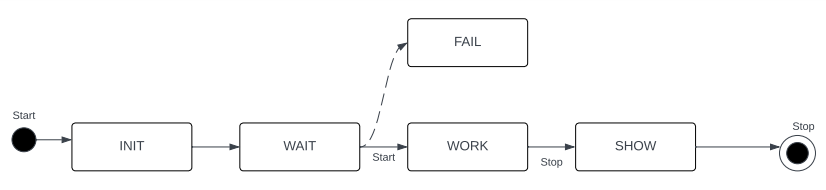 FAIL
Start
INIT
WAIT
Start
WORK
Stop
SHOW
Stop